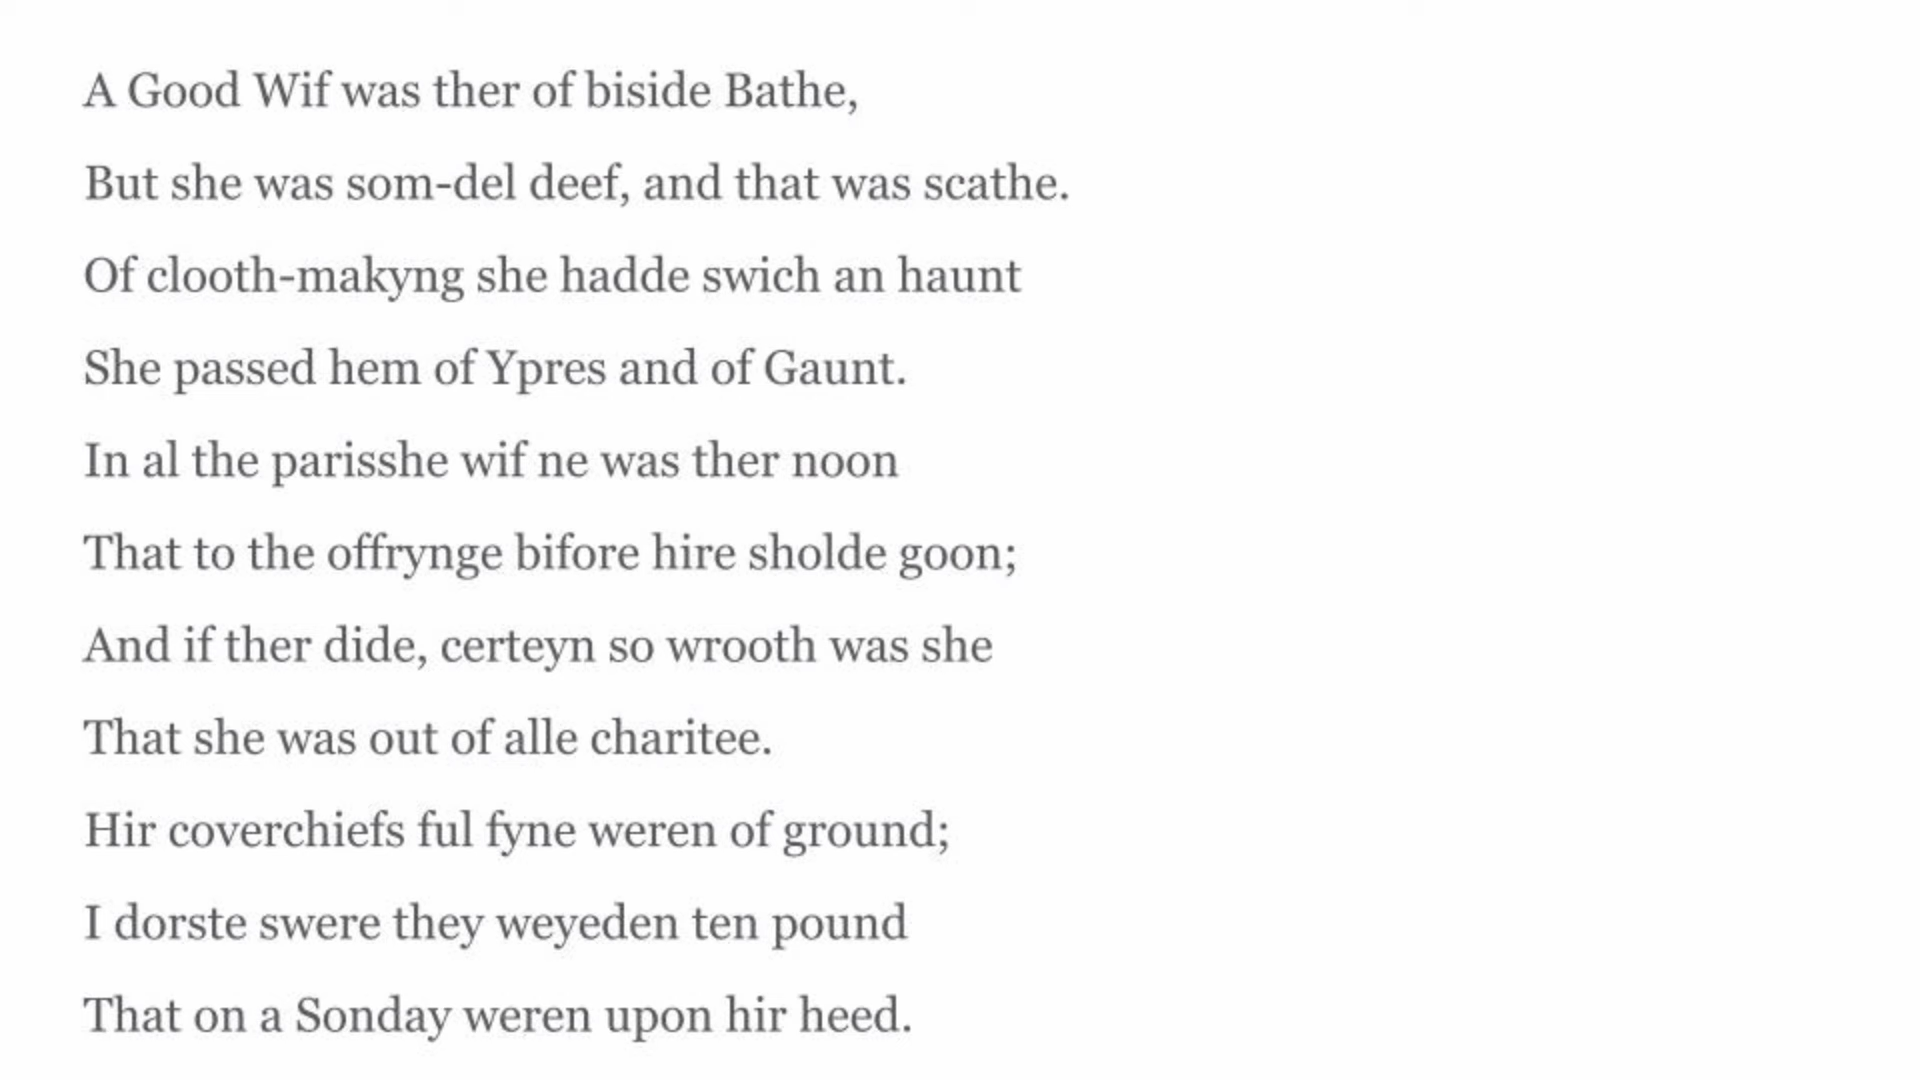 A Good Wif was ther of biside Bathe,
But she was som-del deef, and that was scathe.
Of clooth-makyng she hadde swich an haunt
She passed hem of Ypres and of Gaunt.
In al the parisshe wif ne was ther noon
That to the offrynge bifore hire sholde goon;
And if ther dide, certeyn so wrooth was she
That she was out of alle charitee.
Hir coverchiefs ful fyne weren of ground;
I dorste swere they weyeden ten pound
That on a Sonday weren upon hir heed.